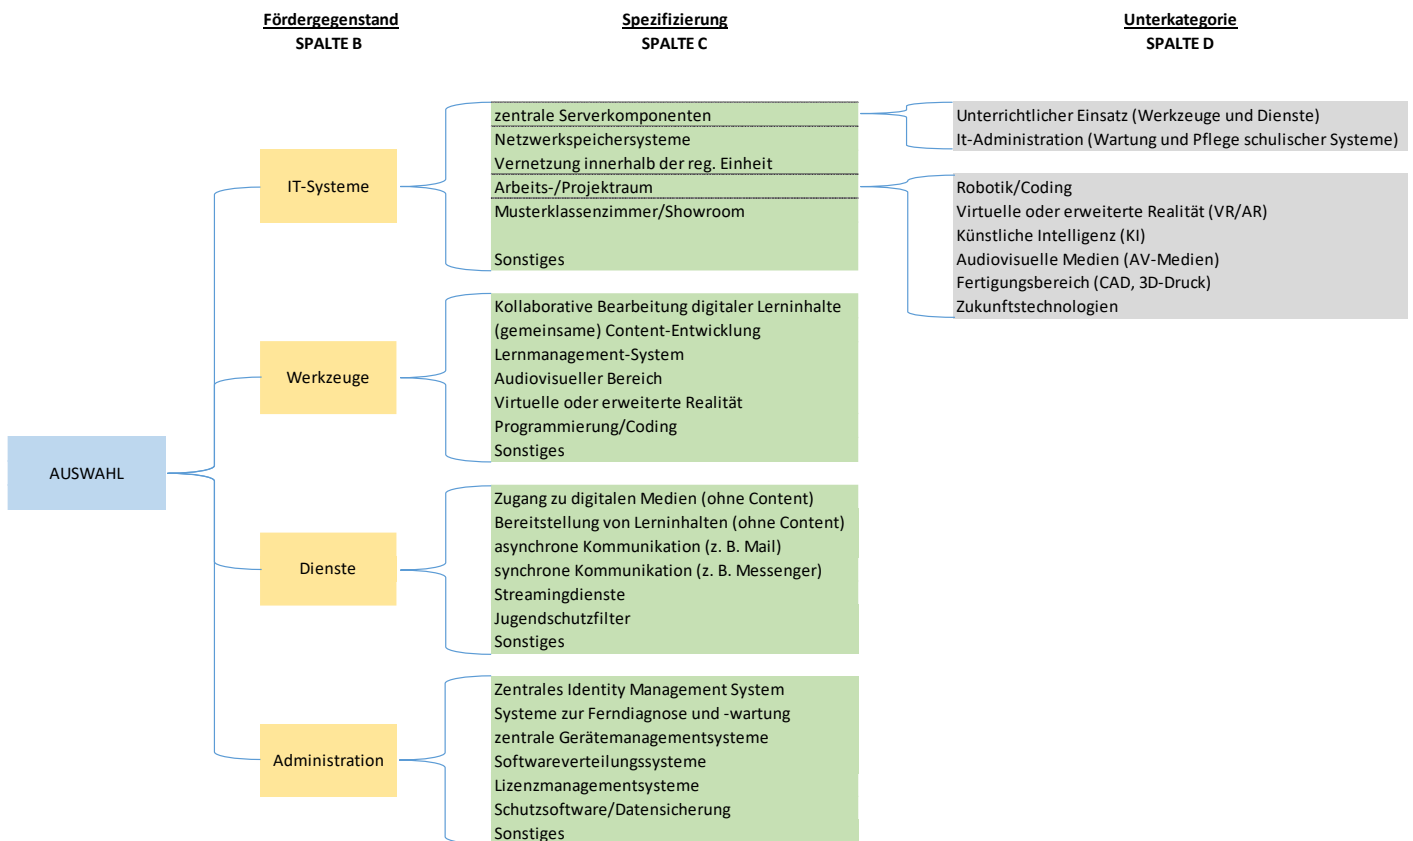 Fördergegenstand
SPALTE B
Spezifizierung
SPALTE C
Unterkategorie
SPALTE D
AUSWAHL
IT-Systeme
zentrale Serverkomponenten
Netzwerkspeichersysteme
Vernetzung innerhalb der reg. Einheit
Arbeits-/Projektraum
Musterklassenzimmer/Showroom
Sonstiges
Unterrichtlicher Einsatz (Werkzeuge und Dienste)
It-Administration (Wartung und Pflege schulischer Systeme)
Robotik/Coding
Virtuelle oder erweiterte Realität (VR/AR)
Künstliche Intelligenz (KI)
Audiovisuelle Medien (AV-Medien)
Fertigungsbereich (CAD, 3D-Druck)
Zukunftstechnologien
Werkzeuge
Kollaborative Bearbeitung digitaler Lerninhalte
(gemeinsame) Content-Entwicklung
Lernmanagement-System
Audiovisueller Bereich
Virtuelle oder erweiterte Realität
Programmierung/Coding
Sonstiges
Dienste
Zugang zu digitalen Medien (ohne Content)
Bereitstellung von Lerninhalten (ohne Content)
asynchrone Kommunikation (z. B. Mail)
synchrone Kommunikation (z. B. Messenger)
Streamingdienste
Jugendschutzfilter
Sonstiges
Administration
Zentrales Identity Management System
Systeme zur Ferndiagnose und -wartung
zentrale Gerätemanagementsysteme
Softwareverteilungssysteme
Lizenzmanagementsysteme
Schutzsoftware/Datensicherung
Sonstiges